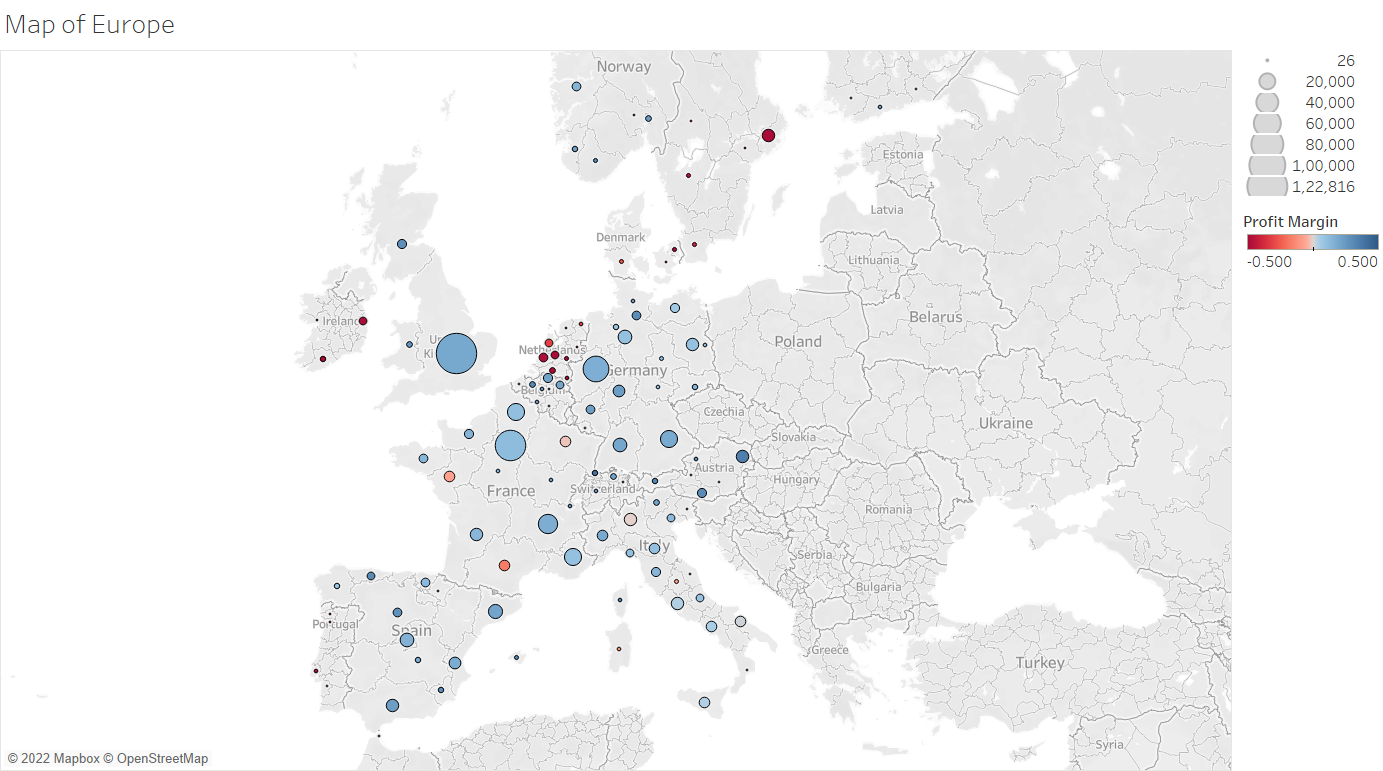 Map of Europe
Norway
Estonia
Latvia
Denmark
Lithuania
Ireland
Belarus
Netherlands
Poland
Germany
Belgium
Czechia
Ukraine
Slovakia
Austria
France
Switzerland
Hungary
Romania
Italy
Serbia
Bulgaria
Portugal
Spain
Greece
Turkey
Syria
© 2022 Mapbox © OpenStreetMap
26
20,000
40,000
60,000
80,000
1,00,000
1,22,816
Profit Margin
-0.500 0.500